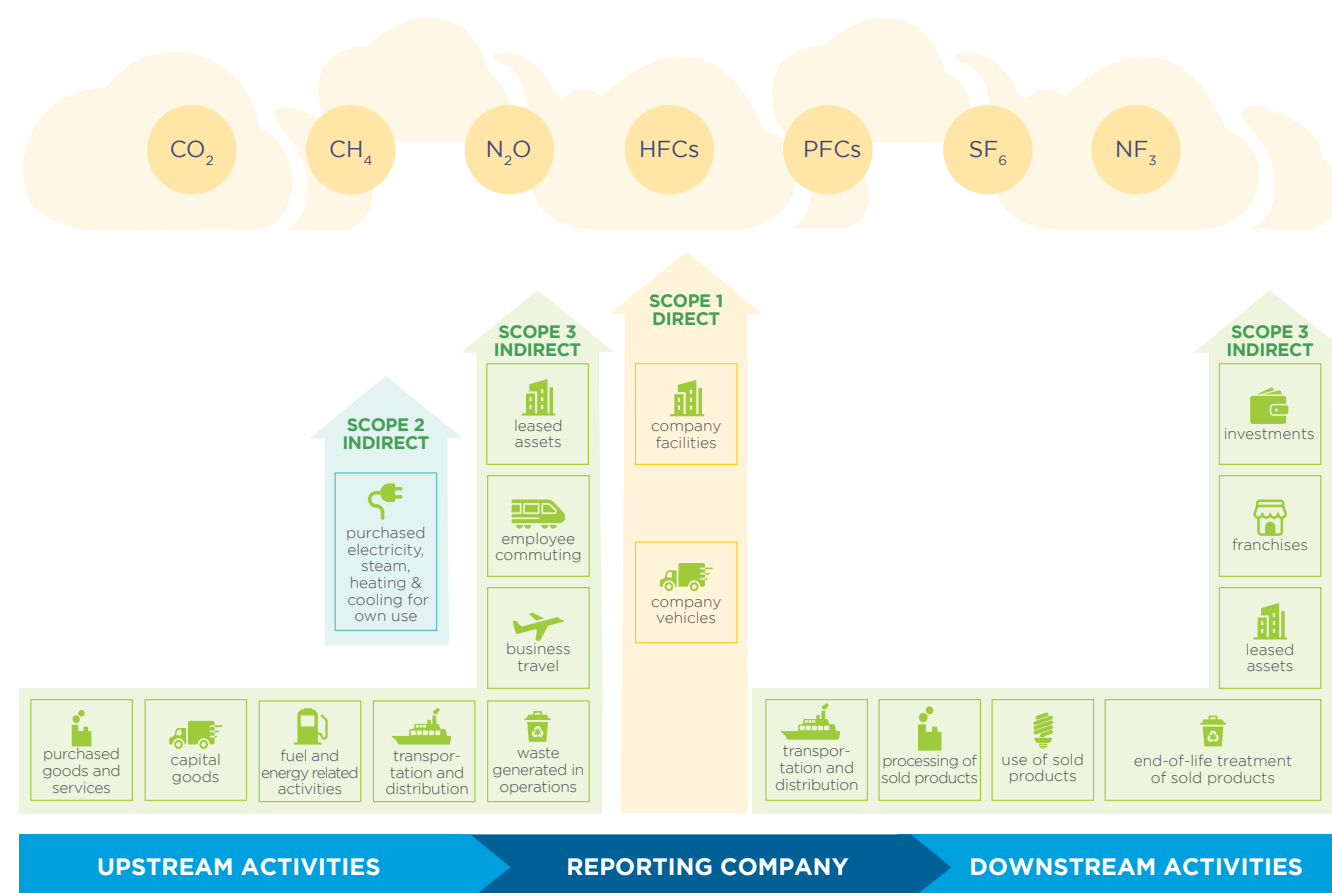 CO₂
CH₄
N₂O
HFCs
PFCs
SF₆
NF₃
SCOPE 2
INDIRECT
purchased
electricity,
steam,
heating &
cooling for
own use
SCOPE 3
INDIRECT
leased
assets
employee
commuting
business
travel
purchased
goods and
services
capital
goods
fuel and
energy related
activities
transpor-
tation and
distribution
waste
generated in
operations
SCOPE 1
DIRECT
company
facilities
company
vehicles
SCOPE 3
INDIRECT
investments
franchises
leased
assets
transpor-
tation and
distribution
processing of
sold products
use of sold
products
end-of-life treatment
of sold products
UPSTREAM ACTIVITIES
REPORTING COMPANY
DOWNSTREAM ACTIVITIES